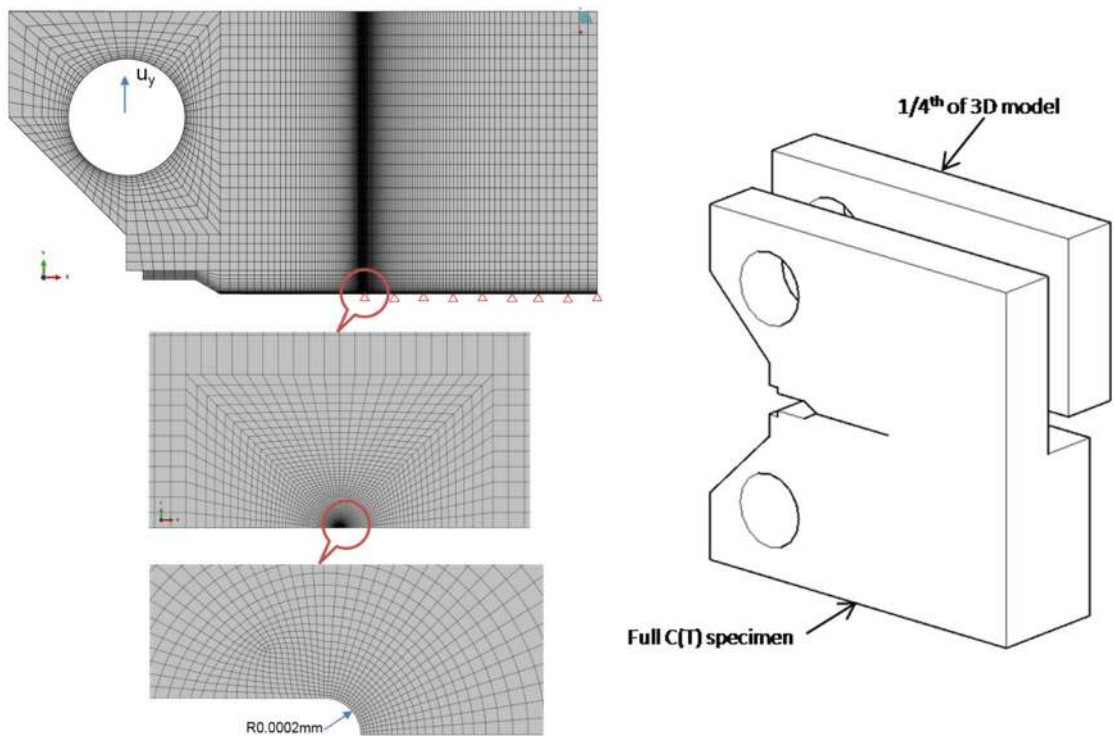 u_y
1/4th of 3D model
Y
X
R0.0002mm
Full C(T) specimen